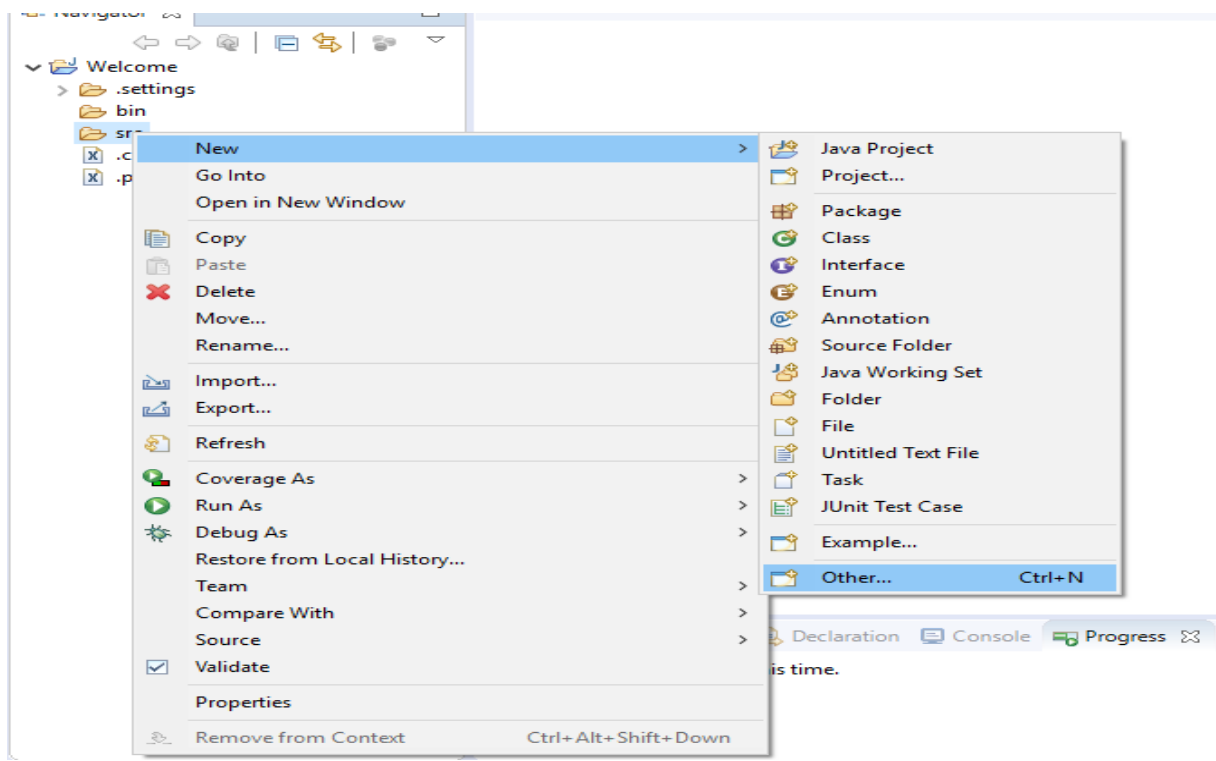 Navigator
Welcome
.settings
bin
src
.c
.p
New
Go Into
Open in New Window
Copy
Paste
Delete
Move...
Rename...
Import...
Export...
Refresh
Coverage As
Run As
Debug As
Restore from Local History...
Team
Compare With
Source
Validate
Properties
Remove from Context Ctrl+Alt+Shift+Down
Java Project
Project...
Package
Class
Interface
Enum
Annotation
Source Folder
Java Working Set
Folder
File
Untitled Text File
Task
JUnit Test Case
Example...
Other... Ctrl+N
Declaration Console Progress
is time.